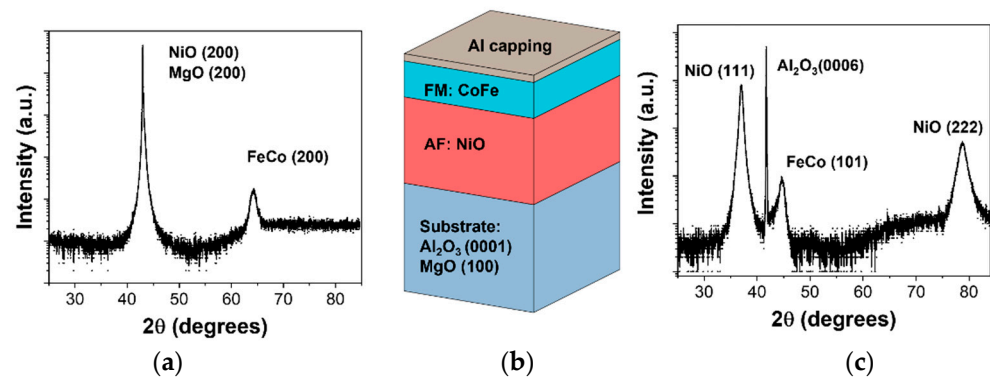 Intensity (a.u.)
NiO (200)
MgO (200)
FeCo (200)
30 40 50 60 70 80
2θ (degrees)
(a)
Al capping
FM: CoFe
AF: NiO
Substrate:
Al₂O₃ (0001)
MgO (100)
(b)
Intensity (a.u.)
NiO (111)
Al₂O₃(0006)
FeCo (101)
NiO (222)
30 40 50 60 70 80
2θ (degrees)
(c)